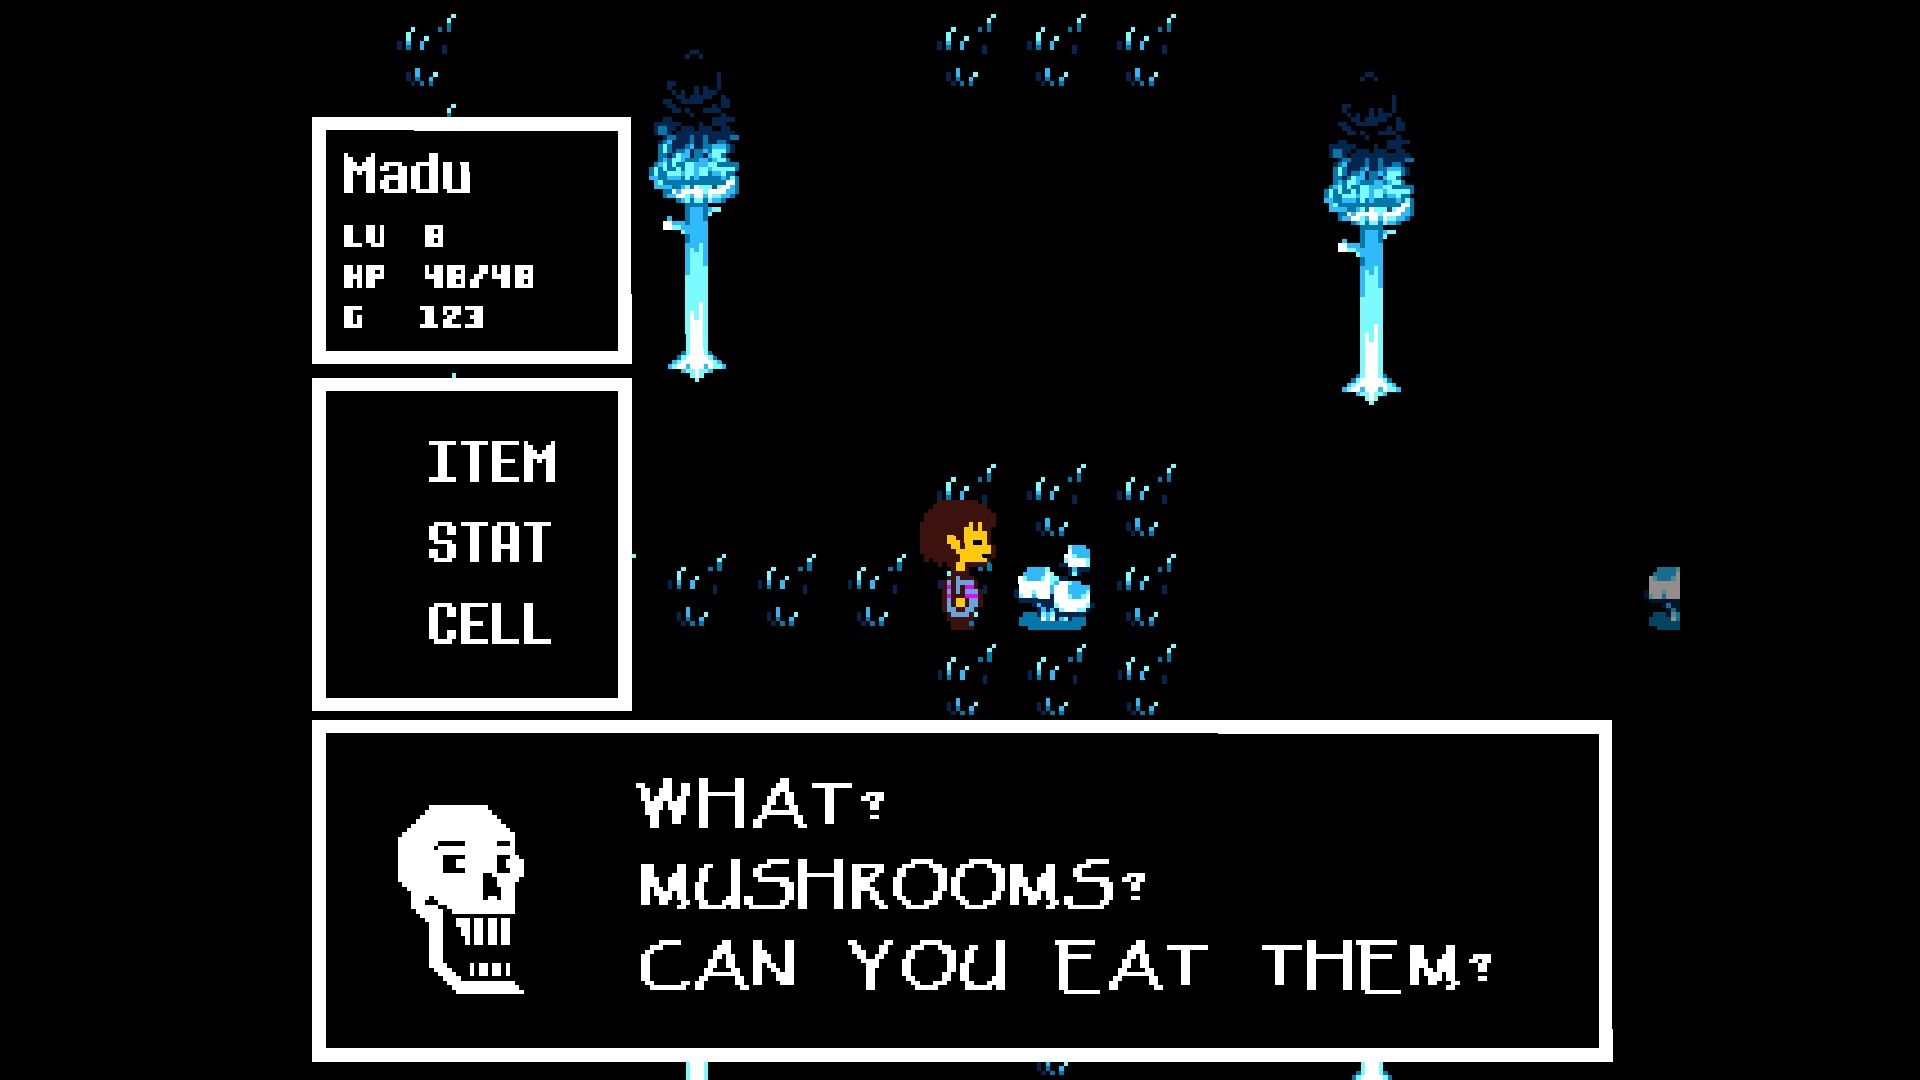 Madu
LV 8
HP 48/48
G 123
ITEM
STAT
CELL
WHAT?
MUSHROOMS?
CAN YOU EAT THEM?